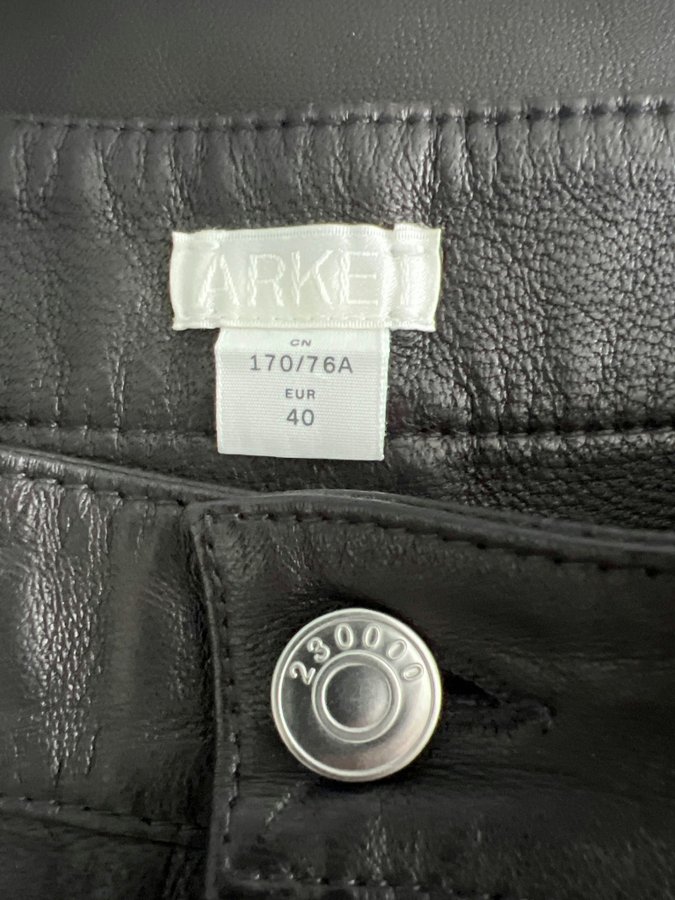 ARKET
CN
170/76A
EUR
40
230000